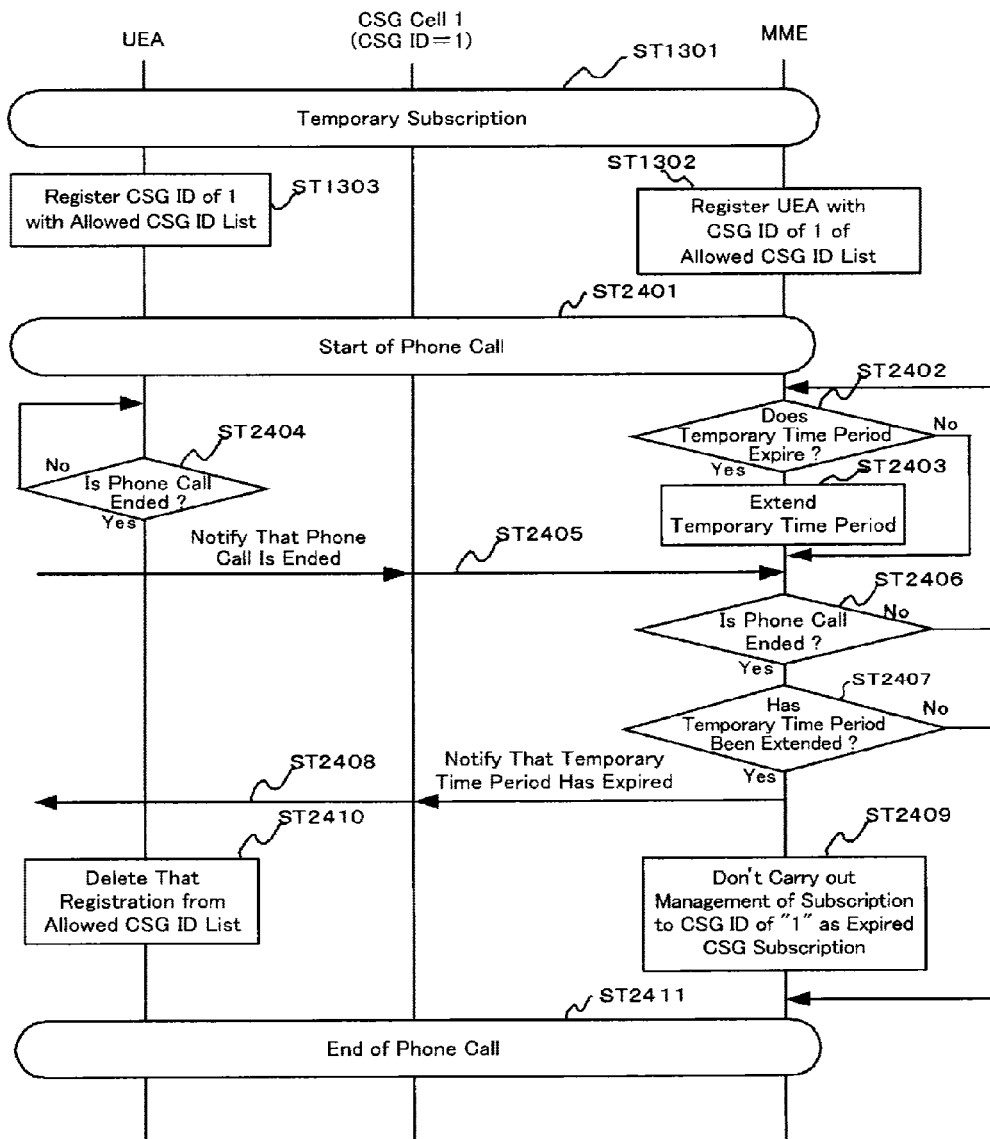 UEA
CSG Cell 1
(CSG ID=1)
MME
ST1301
Temporary Subscription
ST1302
ST1303
Register CSG ID of 1
with Allowed CSG ID List
Register UEA with
CSG ID of 1 of
Allowed CSG ID List
ST2401
Start of Phone Call
ST2402
Does
Temporary Time Period
Expire ?
No
Yes
ST2403
Extend
Temporary Time Period
ST2404
No
Is Phone Call
Ended ?
Yes
Notify That Phone
Call Is Ended
ST2405
ST2406
No
Is Phone Call
Ended ?
Yes
ST2407
Has
Temporary Time Period
Been Extended ?
No
Yes
Notify That Temporary
Time Period Has Expired
ST2408
ST2410
Delete That
Registration from
Allowed CSG ID List
ST2409
Don't Carry out
Management of Subscription
to CSG ID of "1" as Expired
CSG Subscription
ST2411
End of Phone Call